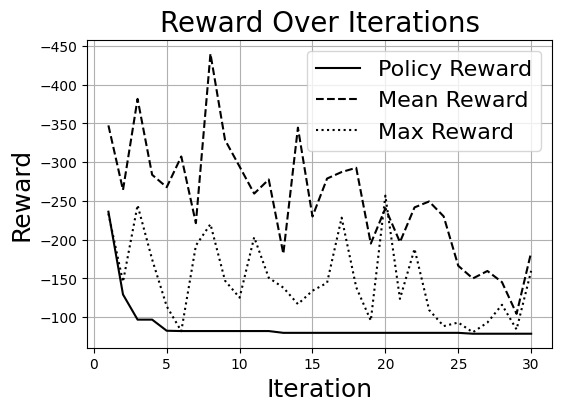 Reward Over Iterations
−450
−400
−350
−300
−250
−200
−150
−100
Reward
Policy Reward
Mean Reward
Max Reward
0 5 10 15 20 25 30
Iteration